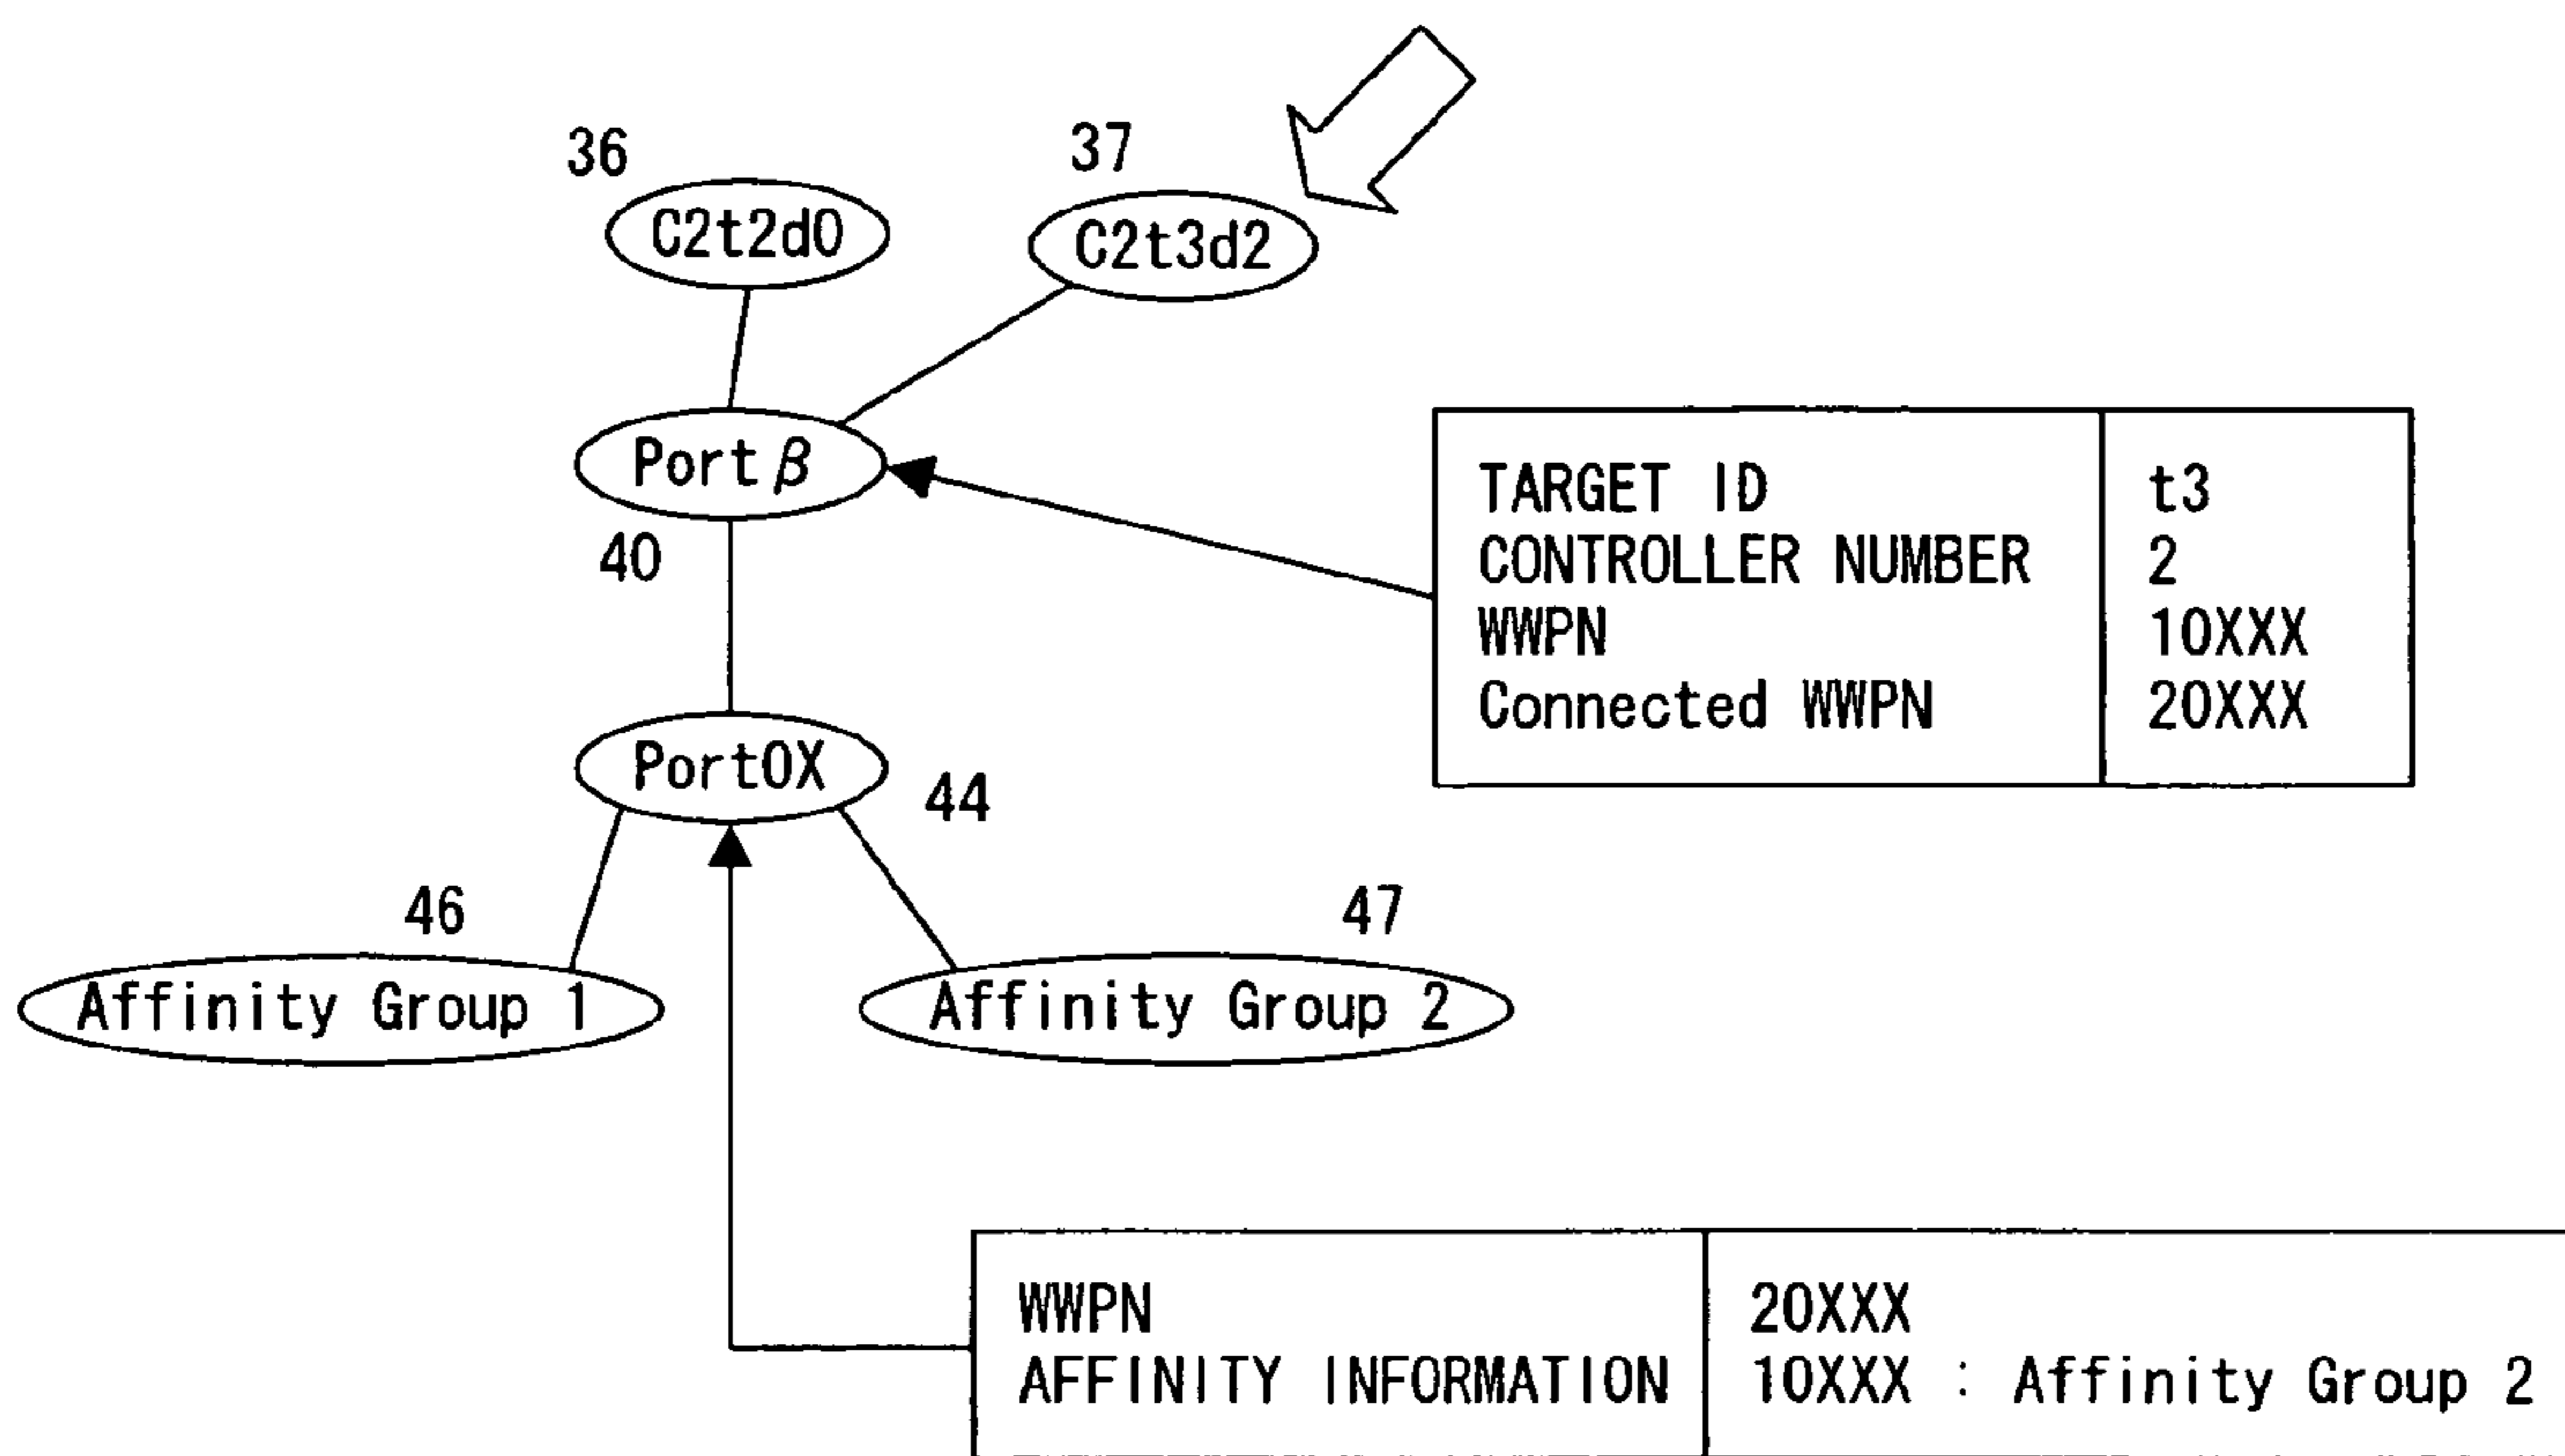 36
37
C2t2d0
C2t3d2
Portβ
40
TARGET ID t3
CONTROLLER NUMBER 2
WWPN 10XXX
Connected WWPN 20XXX
Port0X
44
46
47
Affinity Group 1
Affinity Group 2
WWPN 20XXX
AFFINITY INFORMATION 10XXX : Affinity Group 2